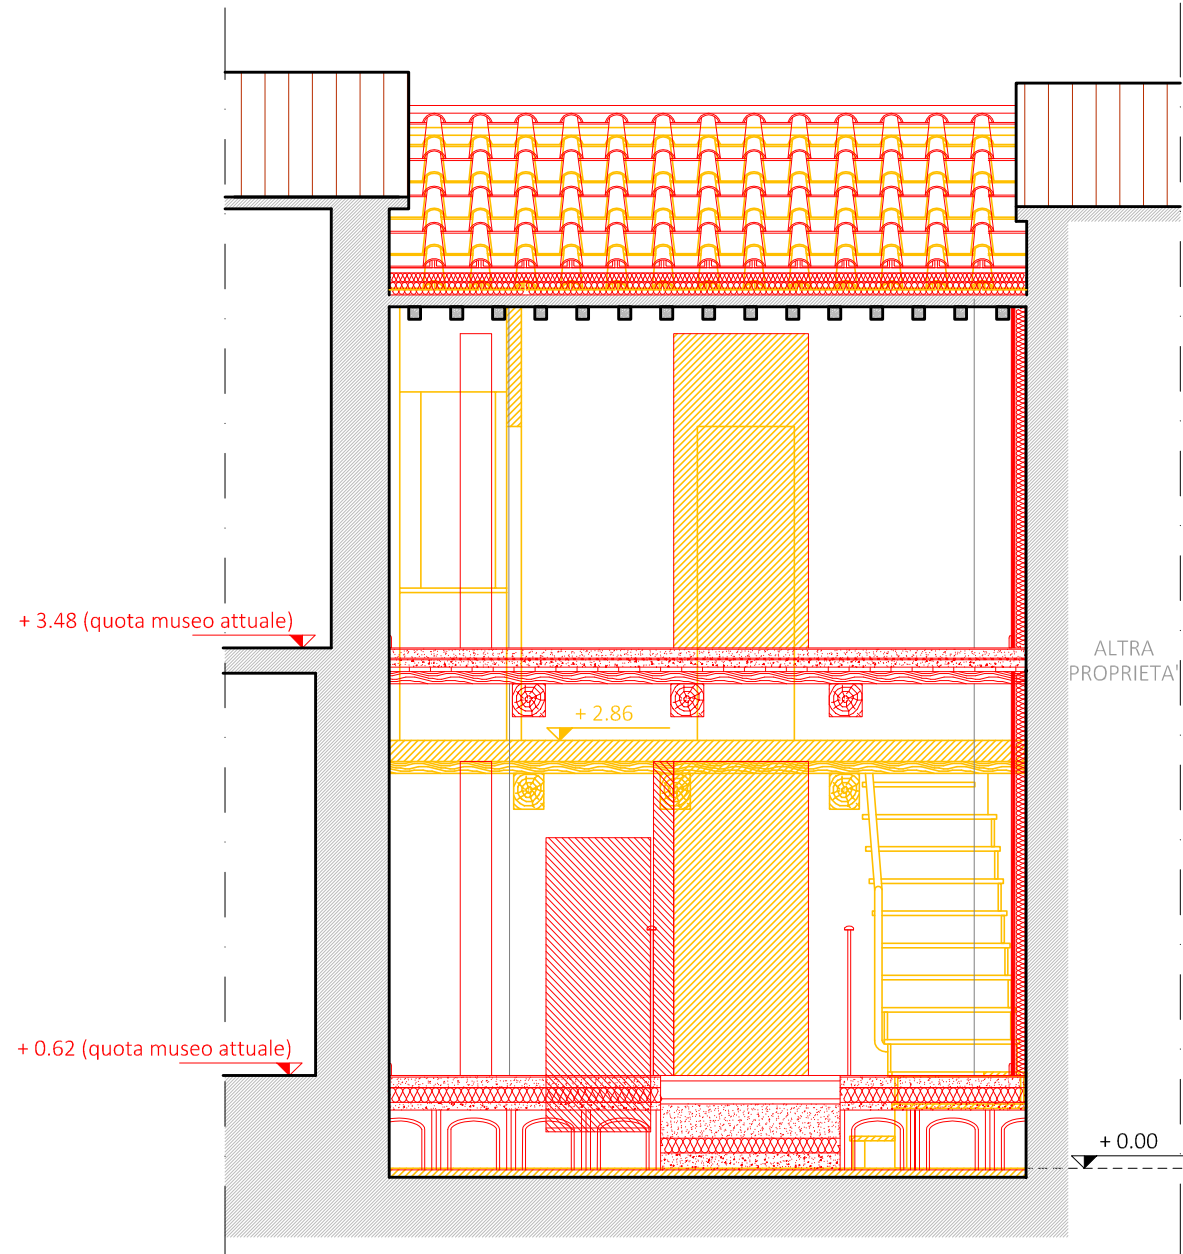 + 3.48 (quota museo attuale)
ALTRA
PROPRIETA'
+ 2.86
+ 0.62 (quota museo attuale)
+ 0.00